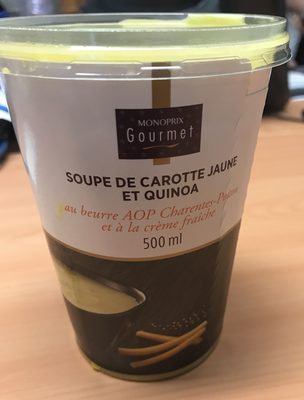 MONOPRIX
Gourmet
SOUPE DE CAROTTE JAUNE
ET QUINOA
au beurre AOP Charentes-Poitou
et à la crème fraîche
500 ml